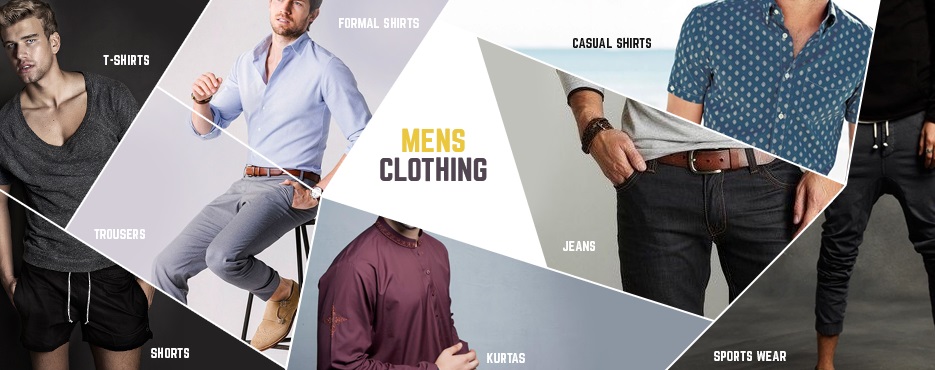 FORMAL SHIRTS
CASUAL SHIRTS
T-SHIRTS
MENS
CLOTHING
TROUSERS
JEANS
SHORTS
KURTAS
SPORTS WEAR